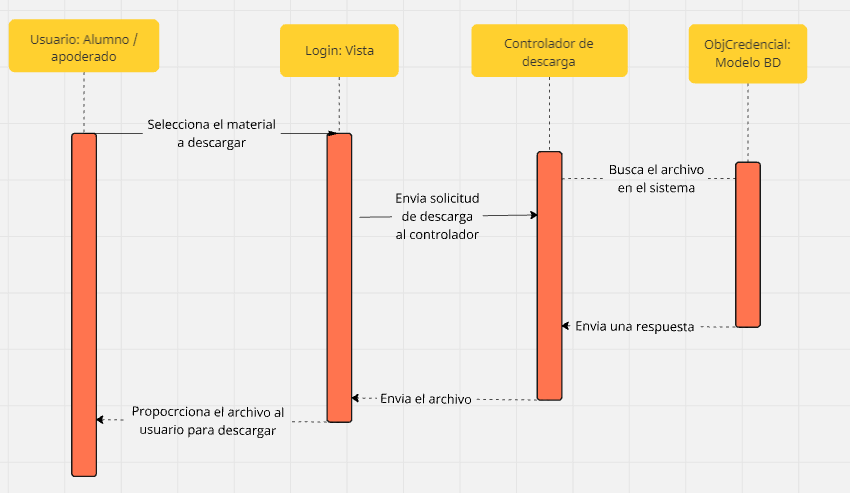 Usuario: Alumno /
apoderado
Login: Vista
Controlador de
descarga
ObjCredencial:
Modelo BD
Selecciona el material
a descargar
Busca el archivo
en el sistema
Envia solicitud
de descarga
al controlador
Envia una respuesta
Envia el archivo
Propocrciona el archivo al
usuario para descargar